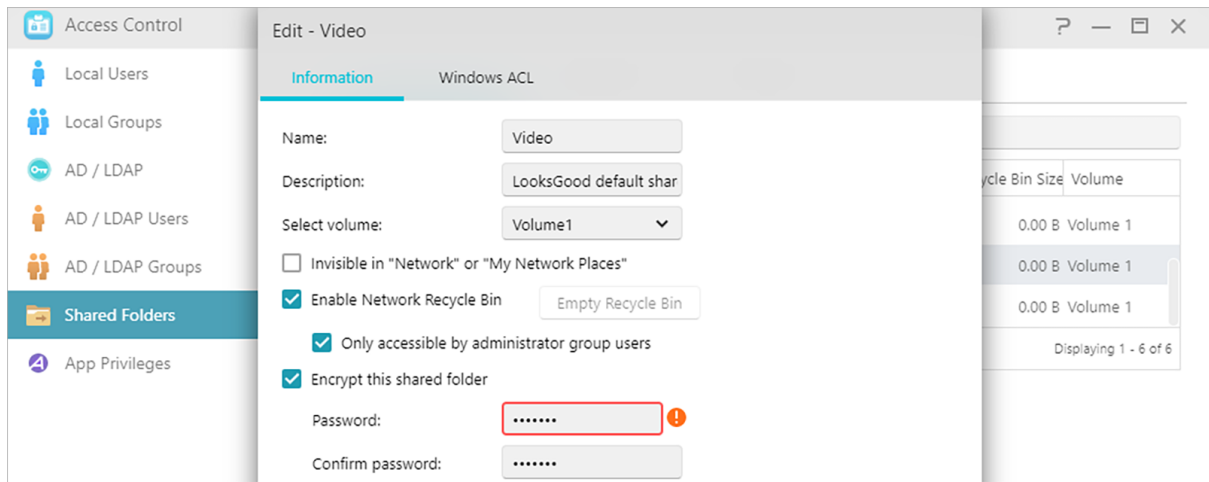 Access Control
Local Users
Local Groups
AD / LDAP
AD / LDAP Users
AD / LDAP Groups
Shared Folders
App Privileges
Edit - Video
Information
Windows ACL
Name:
Video
Description:
LooksGood default shar
Select volume:
Volume1
Invisible in "Network" or "My Network Places"
Enable Network Recycle Bin
Empty Recycle Bin
Only accessible by administrator group users
Encrypt this shared folder
Password:
•••••••
Confirm password:
•••••••
?
ycle Bin Size Volume
0.00 B Volume 1
0.00 B Volume 1
0.00 B Volume 1
Displaying 1 - 6 of 6